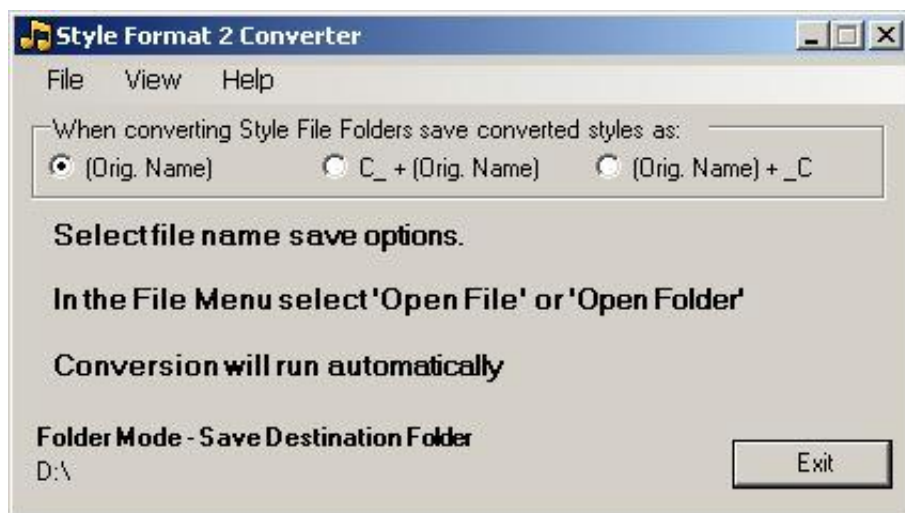 Style Format 2 Converter
File View Help
When converting Style File Folders save converted styles as:
(Orig. Name) C_ + (Orig. Name) (Orig. Name) + _C
Select file name save options.
In the File Menu select 'Open File' or 'Open Folder'
Conversion will run automatically
Folder Mode - Save Destination Folder
D:\
Exit